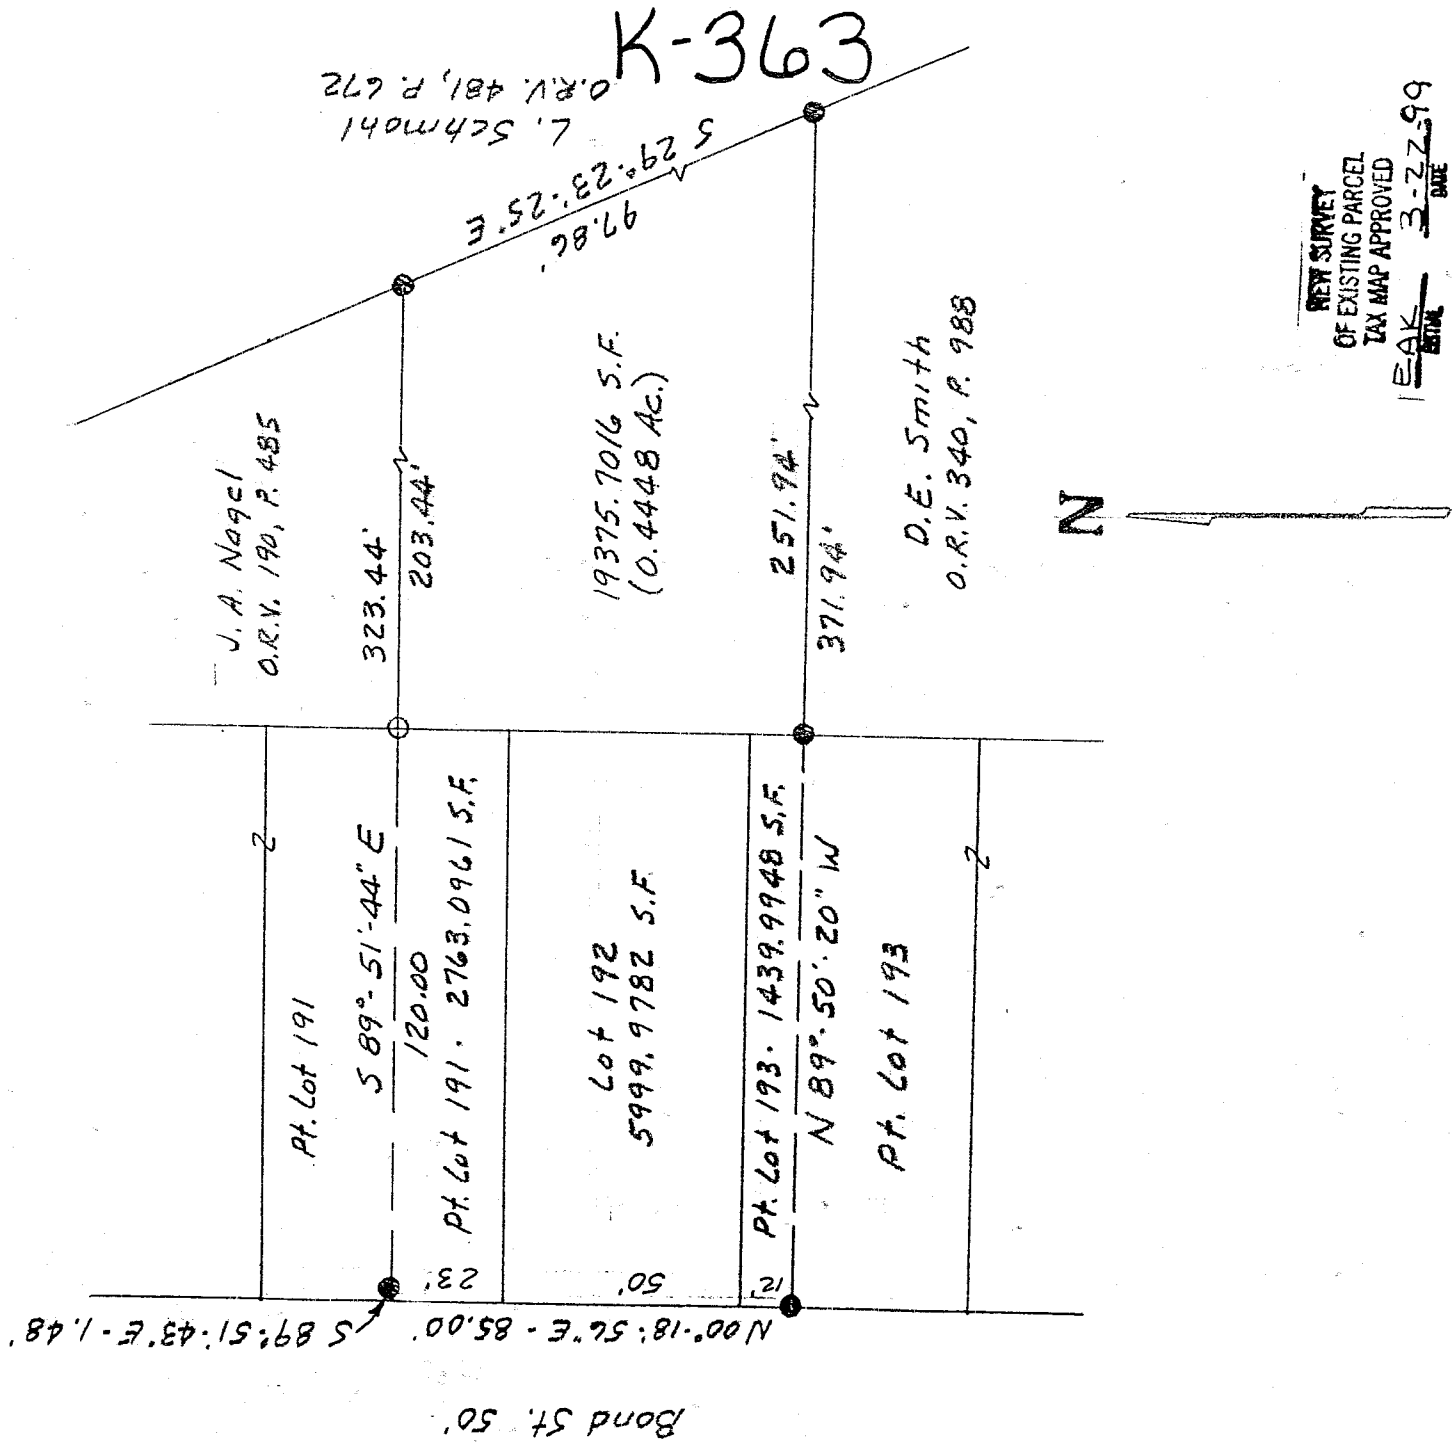 K-363
L. Schmohl
O.R.V. 481, P. 672
S 29°-23'-25" E
97.86'
J. A. Nagel
O.R.V. 190, P. 485
323.44'
203.44'
19375.7016 S.F.
(0.4448 Ac.)
251.94'
371.94'
D.E. Smith
O.R.V. 340, P. 988
NEW SURVEY
OF EXISTING PARCEL
TAX MAP APPROVED
EAK 3-22-99
INITIAL DATE
N
Pt. Lot 191
S 89°-51'-44" E
120.00
Pt. Lot 191 - 2763.0961 S.F.
Lot 192
5999.9782 S.F.
Pt. Lot 193 - 1439.9948 S.F.
N 89°-50'-20" W
Pt. Lot 193
23'
50'
12'
S 89°-51'-43" E - 1.48'
N 00°-18'-56" E - 85.00'
Bond St. 50'